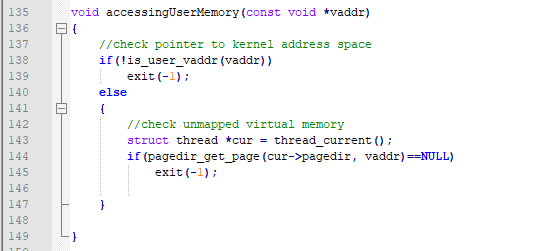 135 void accessingUserMemory(const void *vaddr)
136 {
137 //check pointer to kernel address space
138 if(!is_user_vaddr(vaddr))
139 exit(-1);
140 else
141 {
142 //check unmapped virtual memory
143 struct thread *cur = thread_current();
144 if(pagedir_get_page(cur->pagedir, vaddr)==NULL)
145 exit(-1);
146
147 }
148
149 }